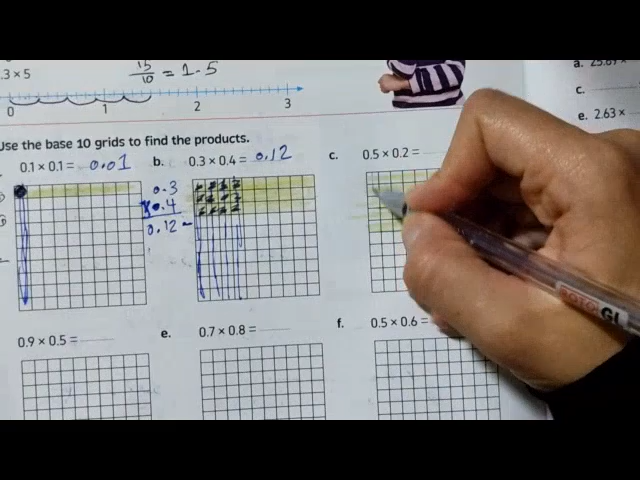 .3 × 5
15/10 = 1.5
0 1 2 3
a. 25.69 ×
c.
e. 2.63 ×
Use the base 10 grids to find the products.
0.1 × 0.1 = 0.01 b. 0.3 × 0.4 = 0.12 c. 0.5 × 0.2 =
0.3
× 0.4
0.12
0.9 × 0.5 = e. 0.7 × 0.8 = f. 0.5 × 0.6 =